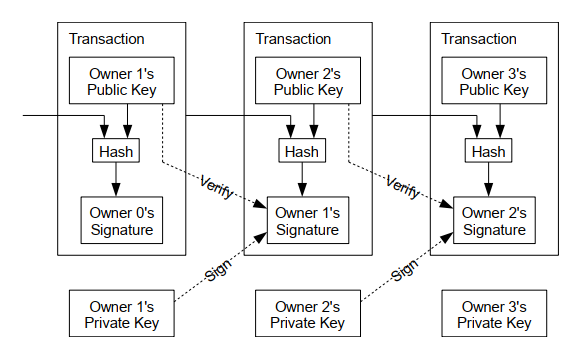 Transaction
Transaction
Transaction
Owner 1's
Public Key
Owner 2's
Public Key
Owner 3's
Public Key
Hash
Hash
Hash
Verify
Verify
Owner 0's
Signature
Owner 1's
Signature
Owner 2's
Signature
Sign
Sign
Owner 1's
Private Key
Owner 2's
Private Key
Owner 3's
Private Key